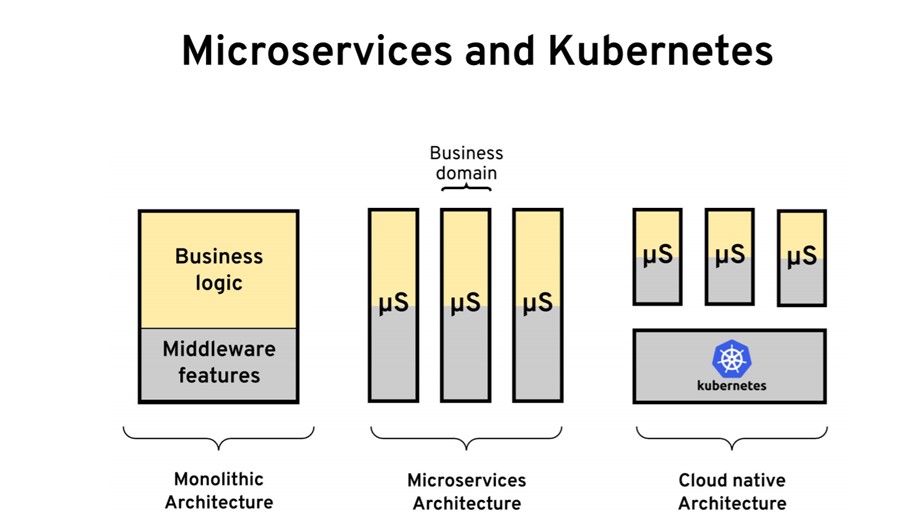 Microservices and Kubernetes
Business
domain
Business
logic
Middleware
features
µS
µS
µS
µS
µS
µS
kubernetes
Monolithic
Architecture
Microservices
Architecture
Cloud native
Architecture